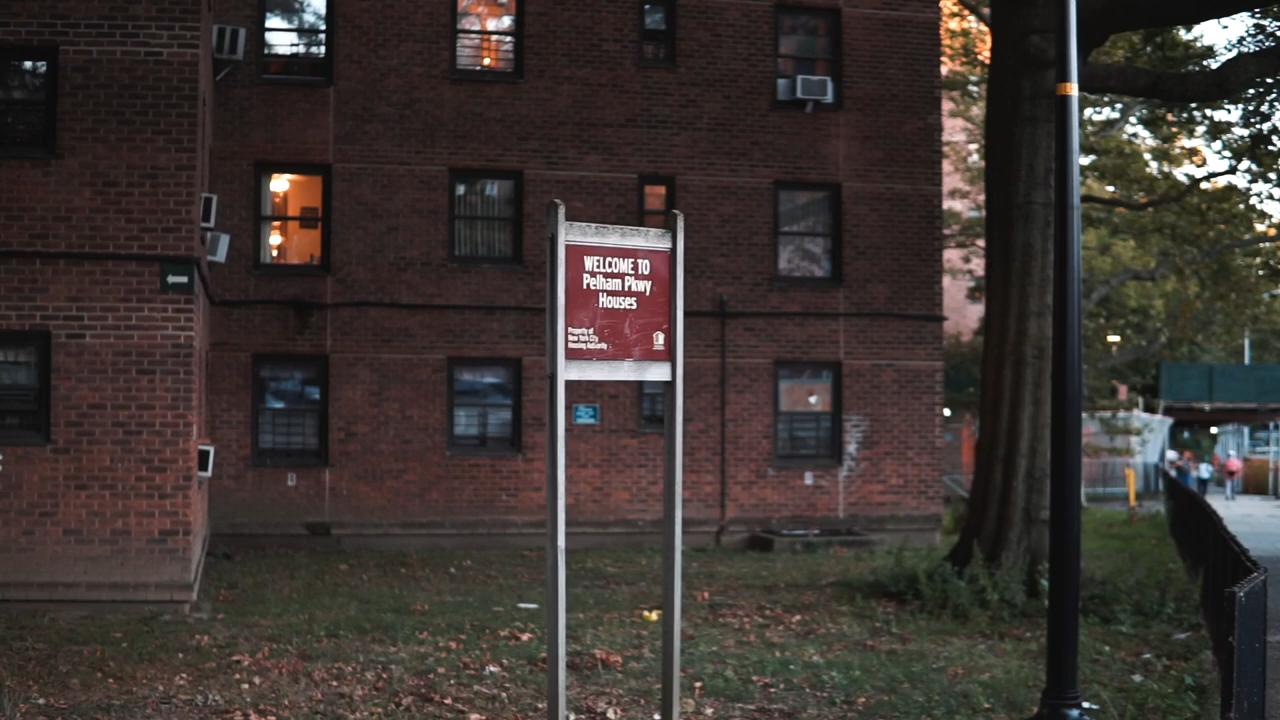 WELCOME TO
Pelham Pkwy
Houses
Property of
New York City
Housing Authority